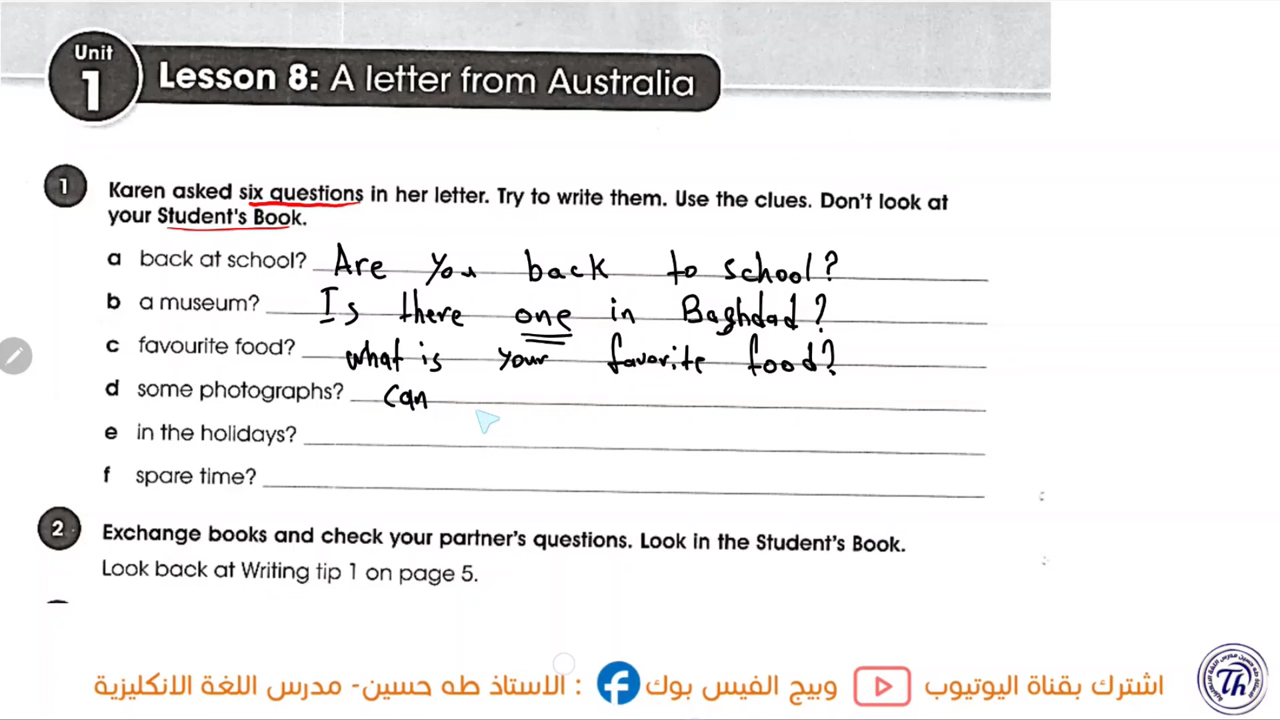 Unit
1
Lesson 8: A letter from Australia
1
Karen asked six questions in her letter. Try to write them. Use the clues. Don't look at
your Student's Book.
a back at school? Are you back to school?
b a museum? Is there one in Baghdad?
c favourite food? what is your favorite food?
d some photographs? can
e in the holidays?
f spare time?
2
Exchange books and check your partner's questions. Look in the Student's Book.
Look back at Writing tip 1 on page 5.
اشترك بقناة اليوتيوب وبيج الفيس بوك : الاستاذ طه حسين- مدرس اللغة الانكليزية
Th